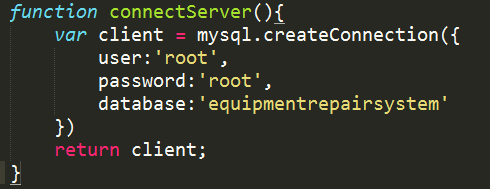 function connectServer(){
    var client = mysql.createConnection({
        user:'root',
        password:'root',
        database:'equipmentrepairsystem'
    })
    return client;
}